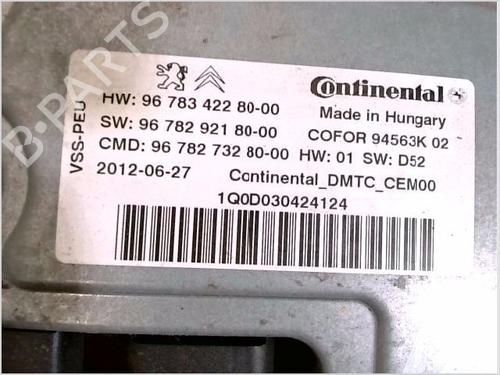 Continental
HW: 96 783 422 80-00
Made in Hungary
SW: 96 782 921 80-00
COFOR 94563K 02
CMD: 96 782 732 80-00 HW: 01 SW: D52
2012-06-27 Continental_DMTC_CEM00
1Q0D030424124
VSS-PEU
B-PARTS